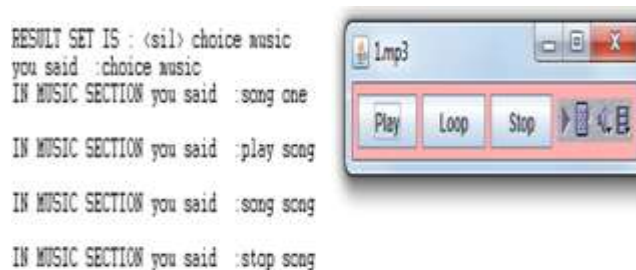 RESULT SET IS : <sil> choice music
you said :choice music
IN MUSIC SECTION you said :song one
IN MUSIC SECTION you said :play song
IN MUSIC SECTION you said :song song
IN MUSIC SECTION you said :stop song
1.mp3
Play Loop Stop